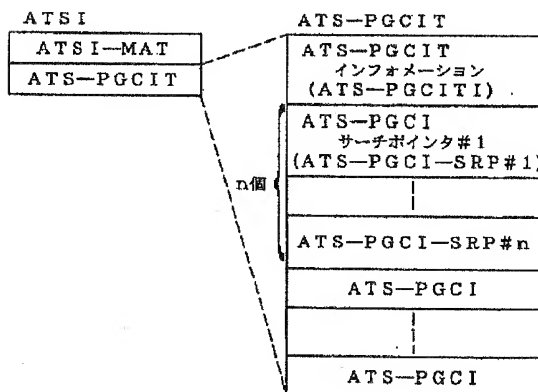 ATSI
ATSI-MAT
ATS-PGCIT
ATS-PGCIT
ATS-PGCIT
インフォメーション
(ATS-PGCITI)
ATS-PGCI
サーチポインタ#1
(ATS-PGCI-SRP#1)
n個
ATS-PGCI-SRP#n
ATS-PGCI
ATS-PGCI